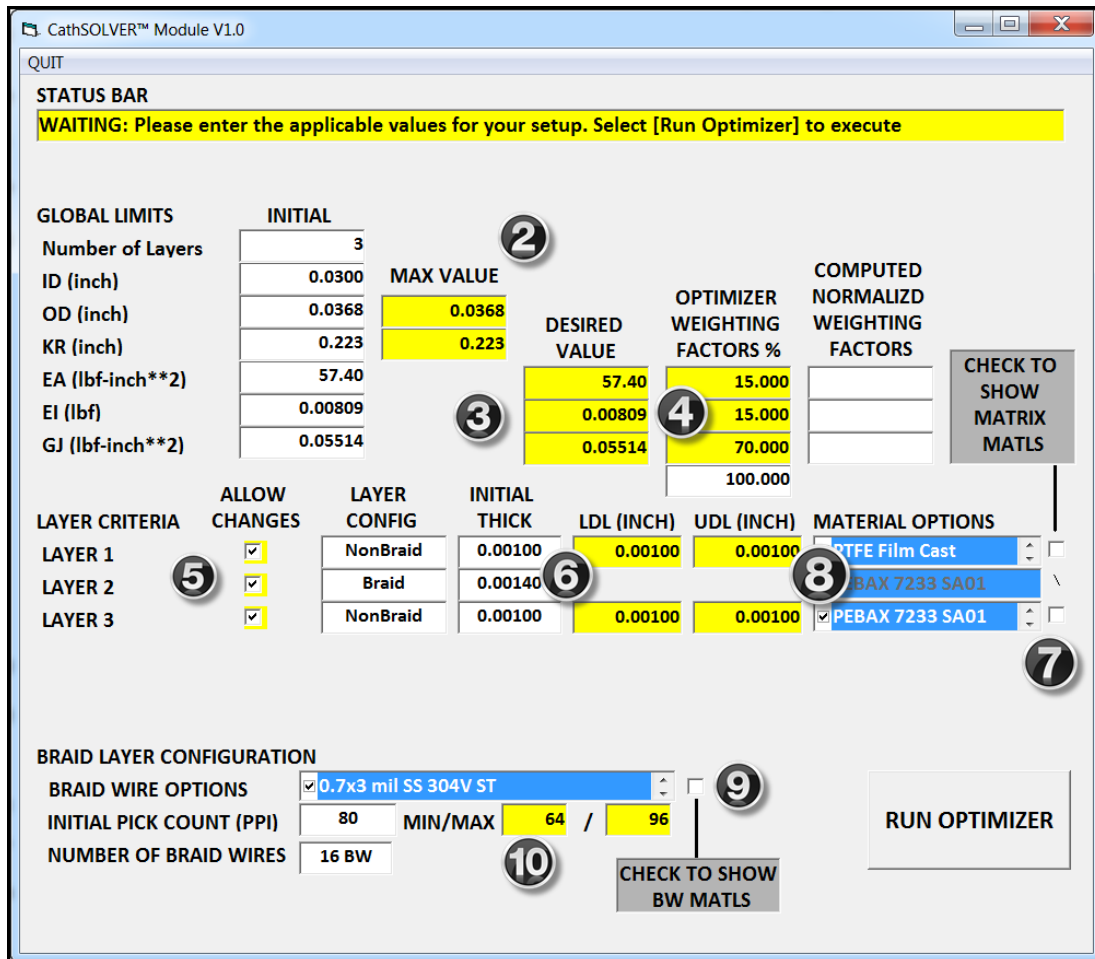 CathSOLVER™ Module V1.0
QUIT
STATUS BAR
WAITING: Please enter the applicable values for your setup. Select [Run Optimizer] to execute
GLOBAL LIMITS INITIAL
2
Number of Layers 3
ID (inch) 0.0300
MAX VALUE
OD (inch) 0.0368 0.0368
KR (inch) 0.223 0.223
DESIRED VALUE
OPTIMIZER WEIGHTING FACTORS %
COMPUTED NORMALIZD WEIGHTING FACTORS
CHECK TO SHOW MATRIX MATLS
EA (lbf-inch**2) 57.40 57.40 15.000
EI (lbf) 0.00809 3 0.00809 4 15.000
GJ (lbf-inch**2) 0.05514 0.05514 70.000
100.000
LAYER CRITERIA ALLOW CHANGES LAYER CONFIG INITIAL THICK LDL (INCH) UDL (INCH) MATERIAL OPTIONS
LAYER 1 NonBraid 0.00100 0.00100 0.00100 PTFE Film Cast
5 6 8
LAYER 2 Braid 0.00140 PEBAX 7233 SA01 \
LAYER 3 NonBraid 0.00100 0.00100 0.00100 PEBAX 7233 SA01
7
BRAID LAYER CONFIGURATION
BRAID WIRE OPTIONS 0.7x3 mil SS 304V ST 9
INITIAL PICK COUNT (PPI) 80 MIN/MAX 64 / 96
NUMBER OF BRAID WIRES 16 BW 10
CHECK TO SHOW BW MATLS
RUN OPTIMIZER